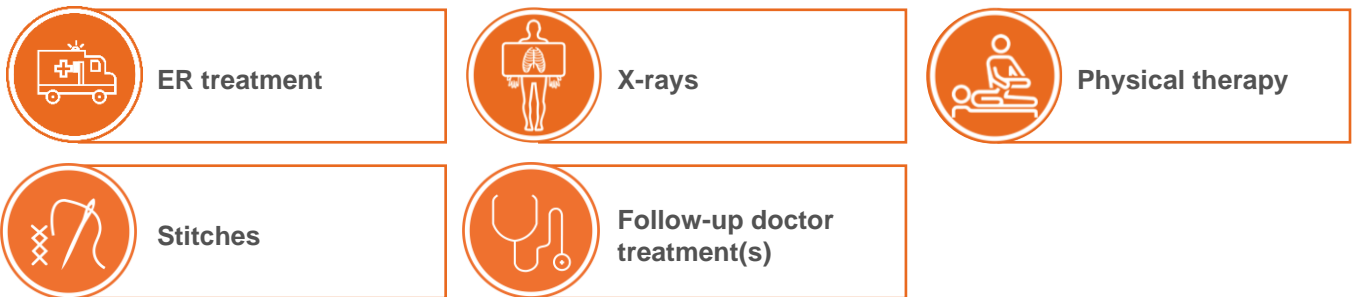 ER treatment
X-rays
Physical therapy
Stitches
Follow-up doctor
treatment(s)